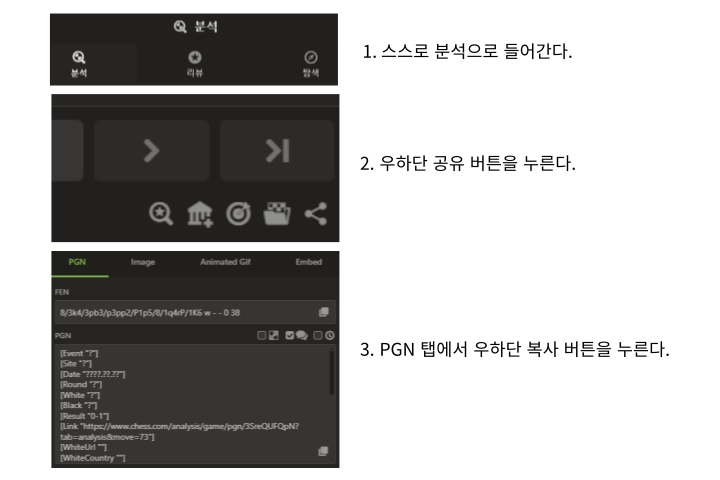 분석
분석
리뷰
탐색
1. 스스로 분석으로 들어간다.
2. 우하단 공유 버튼을 누른다.
PGN Image Animated Gif Embed
FEN
8/3k4/3pb3/p3pp2/P1p5/8/1q4rP/1K6 w - - 0 38
PGN
[Event "?"]
[Site "?"]
[Date "????.??.??"]
[Round "?"]
[White "?"]
[Black "?"]
[Result "0-1"]
[Link "https://www.chess.com/analysis/game/pgn/3SreQUFQpN?
tab=analysis&move=73"]
[WhiteUrl ""]
[WhiteCountry ""]
3. PGN 탭에서 우하단 복사 버튼을 누른다.